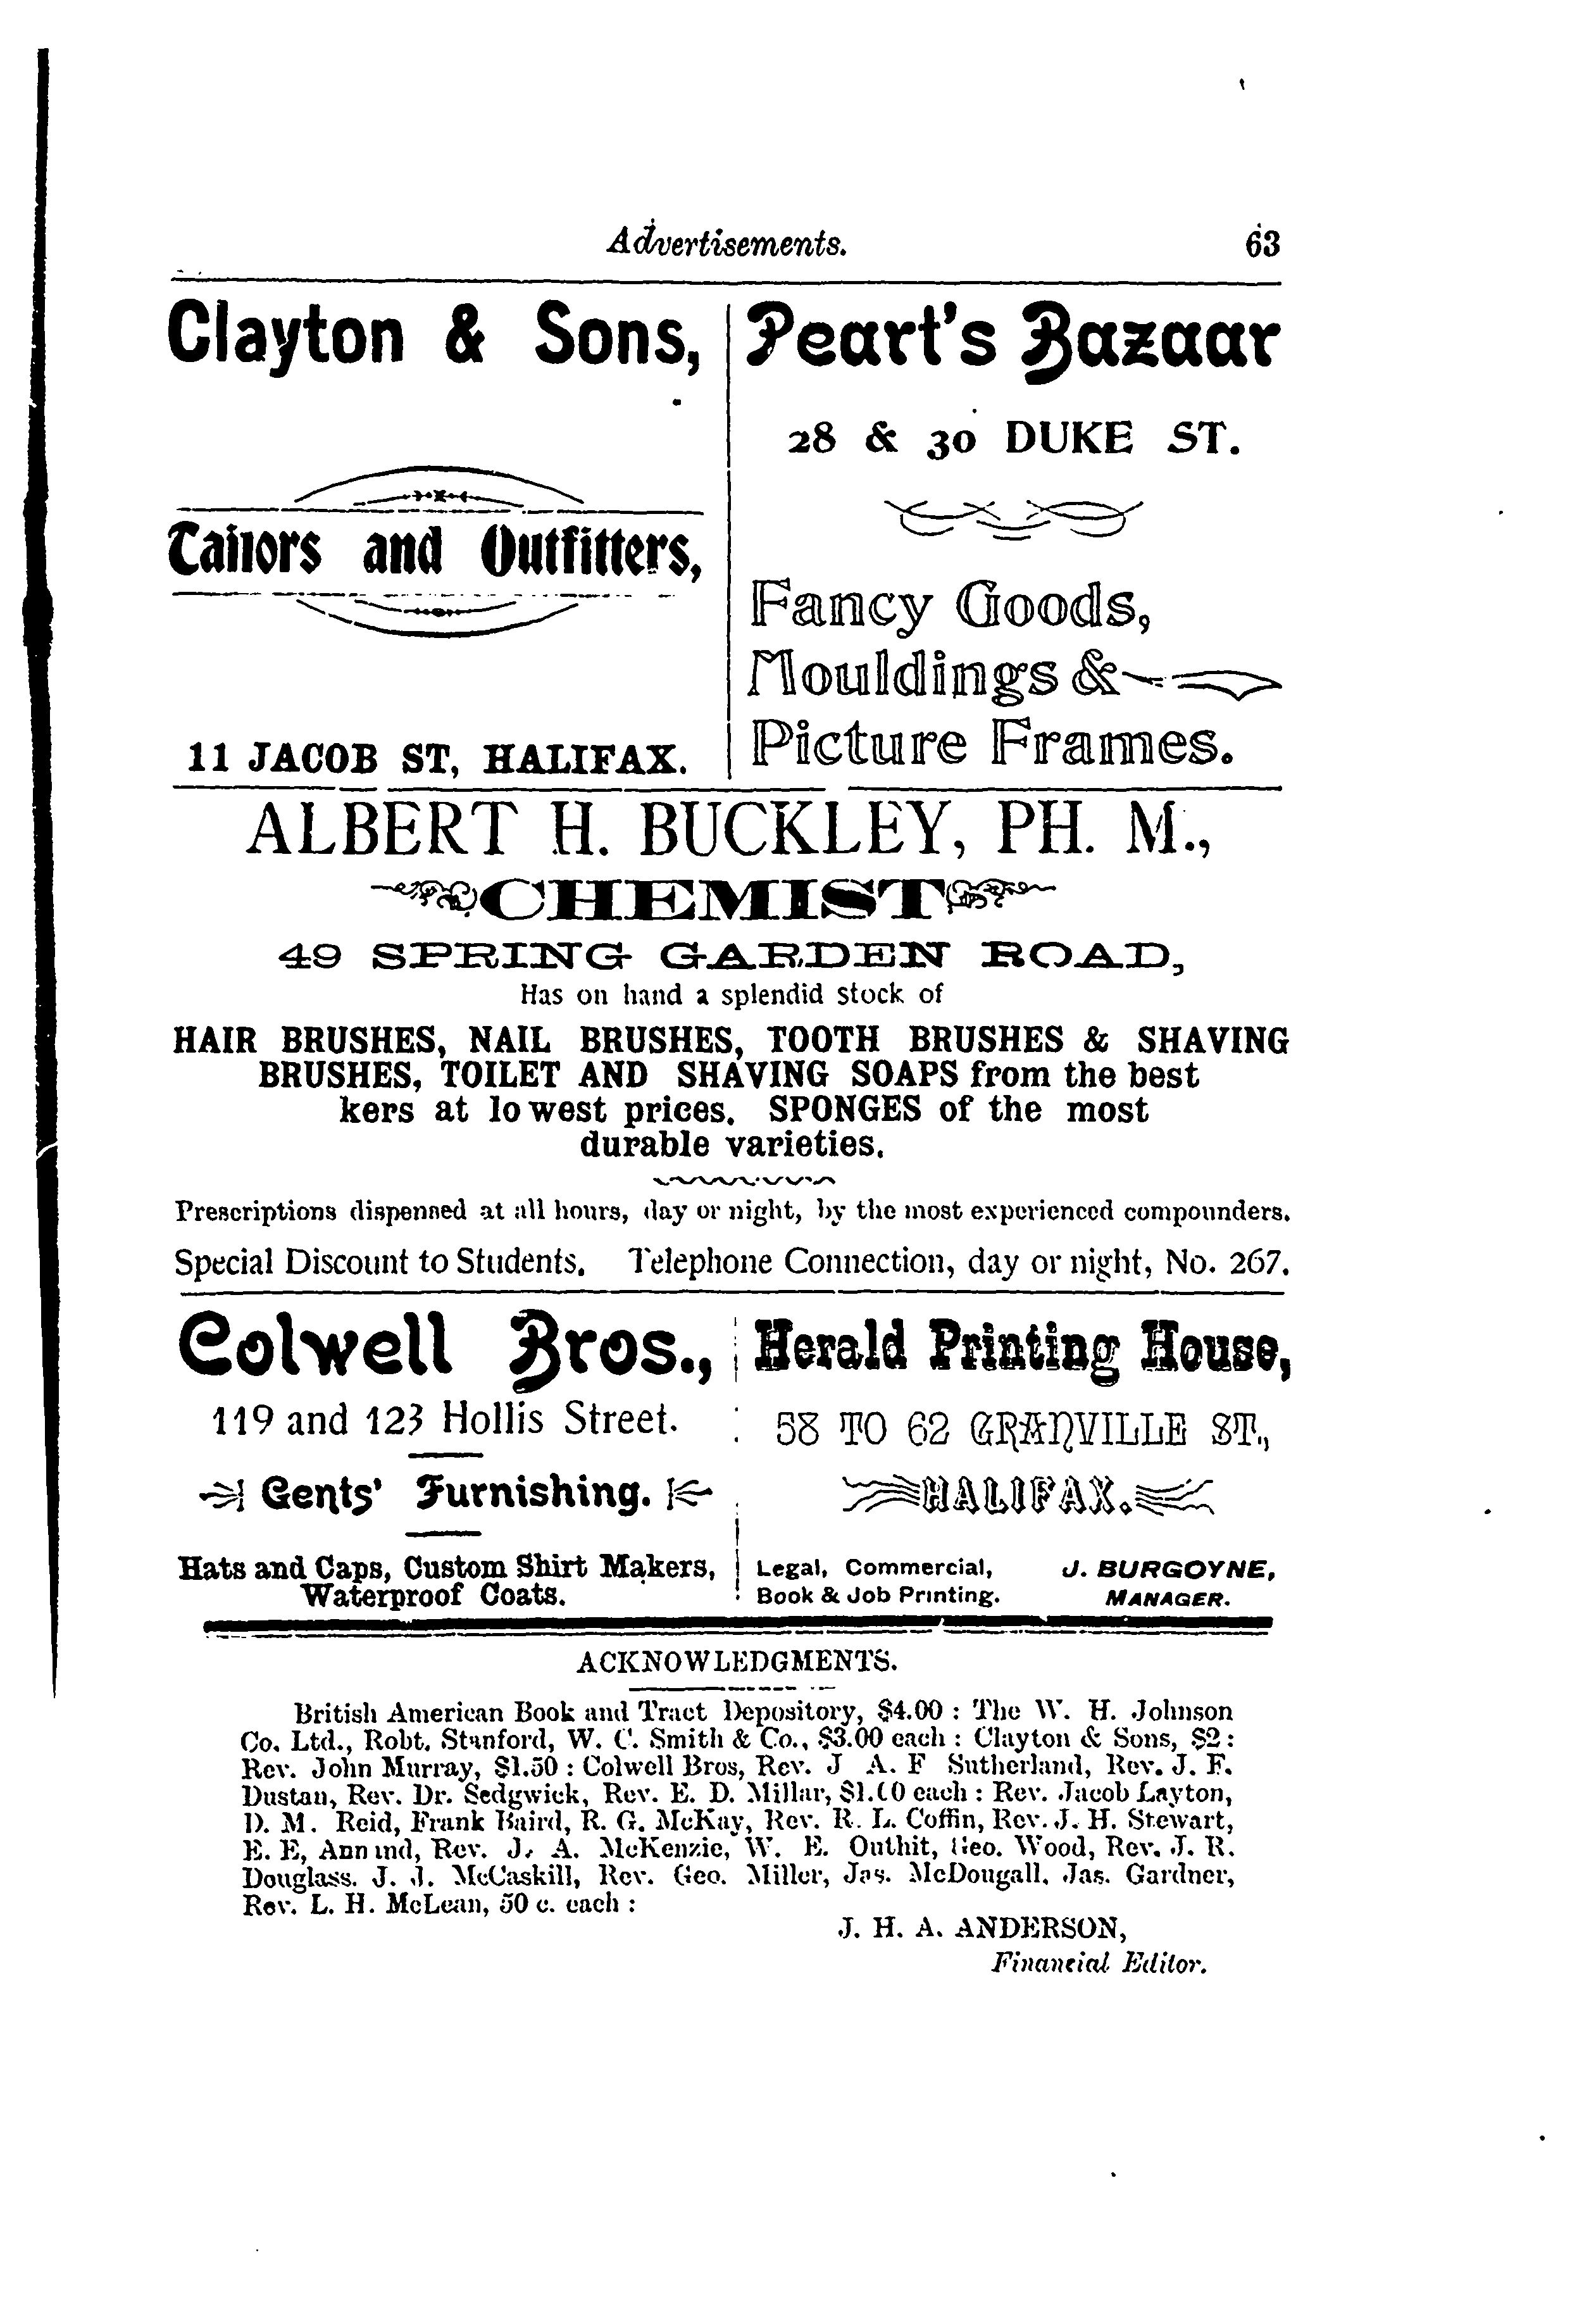 Advertisements. 63
Clayton & Sons,
Tailors and Outfitters,
11 JACOB ST, HALIFAX.
Peart's Bazaar
28 & 30 DUKE ST.
Fancy Goods,
Mouldings &
Picture Frames.
ALBERT H. BUCKLEY, PH. M.,
CHEMIST
49 SPRING GARDEN ROAD,
Has on hand a splendid stock of
HAIR BRUSHES, NAIL BRUSHES, TOOTH BRUSHES & SHAVING
BRUSHES, TOILET AND SHAVING SOAPS from the best
kers at lowest prices. SPONGES of the most
durable varieties.
Prescriptions dispensed at all hours, day or night, by the most experienced compounders.
Special Discount to Students. Telephone Connection, day or night, No. 267.
Colwell Bros.,
119 and 123 Hollis Street.
Gents' Furnishing.
Hats and Caps, Custom Shirt Makers,
Waterproof Coats.
Herald Printing House,
58 TO 62 GRANVILLE ST.,
HALIFAX.
Legal, Commercial,
Book & Job Printing.
J. BURGOYNE,
MANAGER.
ACKNOWLEDGMENTS.
British American Book and Tract Depository, $4.00 : The W. H. Johnson
Co. Ltd., Robt. Stanford, W. C. Smith & Co., $3.00 each : Clayton & Sons, $2 :
Rev. John Murray, $1.50 : Colwell Bros, Rev. J A. F Sutherland, Rev. J. F.
Dustan, Rev. Dr. Sedgwick, Rev. E. D. Millar, $1.00 each : Rev. Jacob Layton,
D. M. Reid, Frank Baird, R. G. McKay, Rev. R. L. Coffin, Rev. J. H. Stewart,
E. E, Annand, Rev. J. A. McKenzie, W. E. Outhit, Geo. Wood, Rev. J. R.
Douglass. J. J. McCaskill, Rev. Geo. Miller, Jas. McDougall. Jas. Gardner,
Rev. L. H. McLean, 50 c. each :
J. H. A. ANDERSON,
Financial Editor.